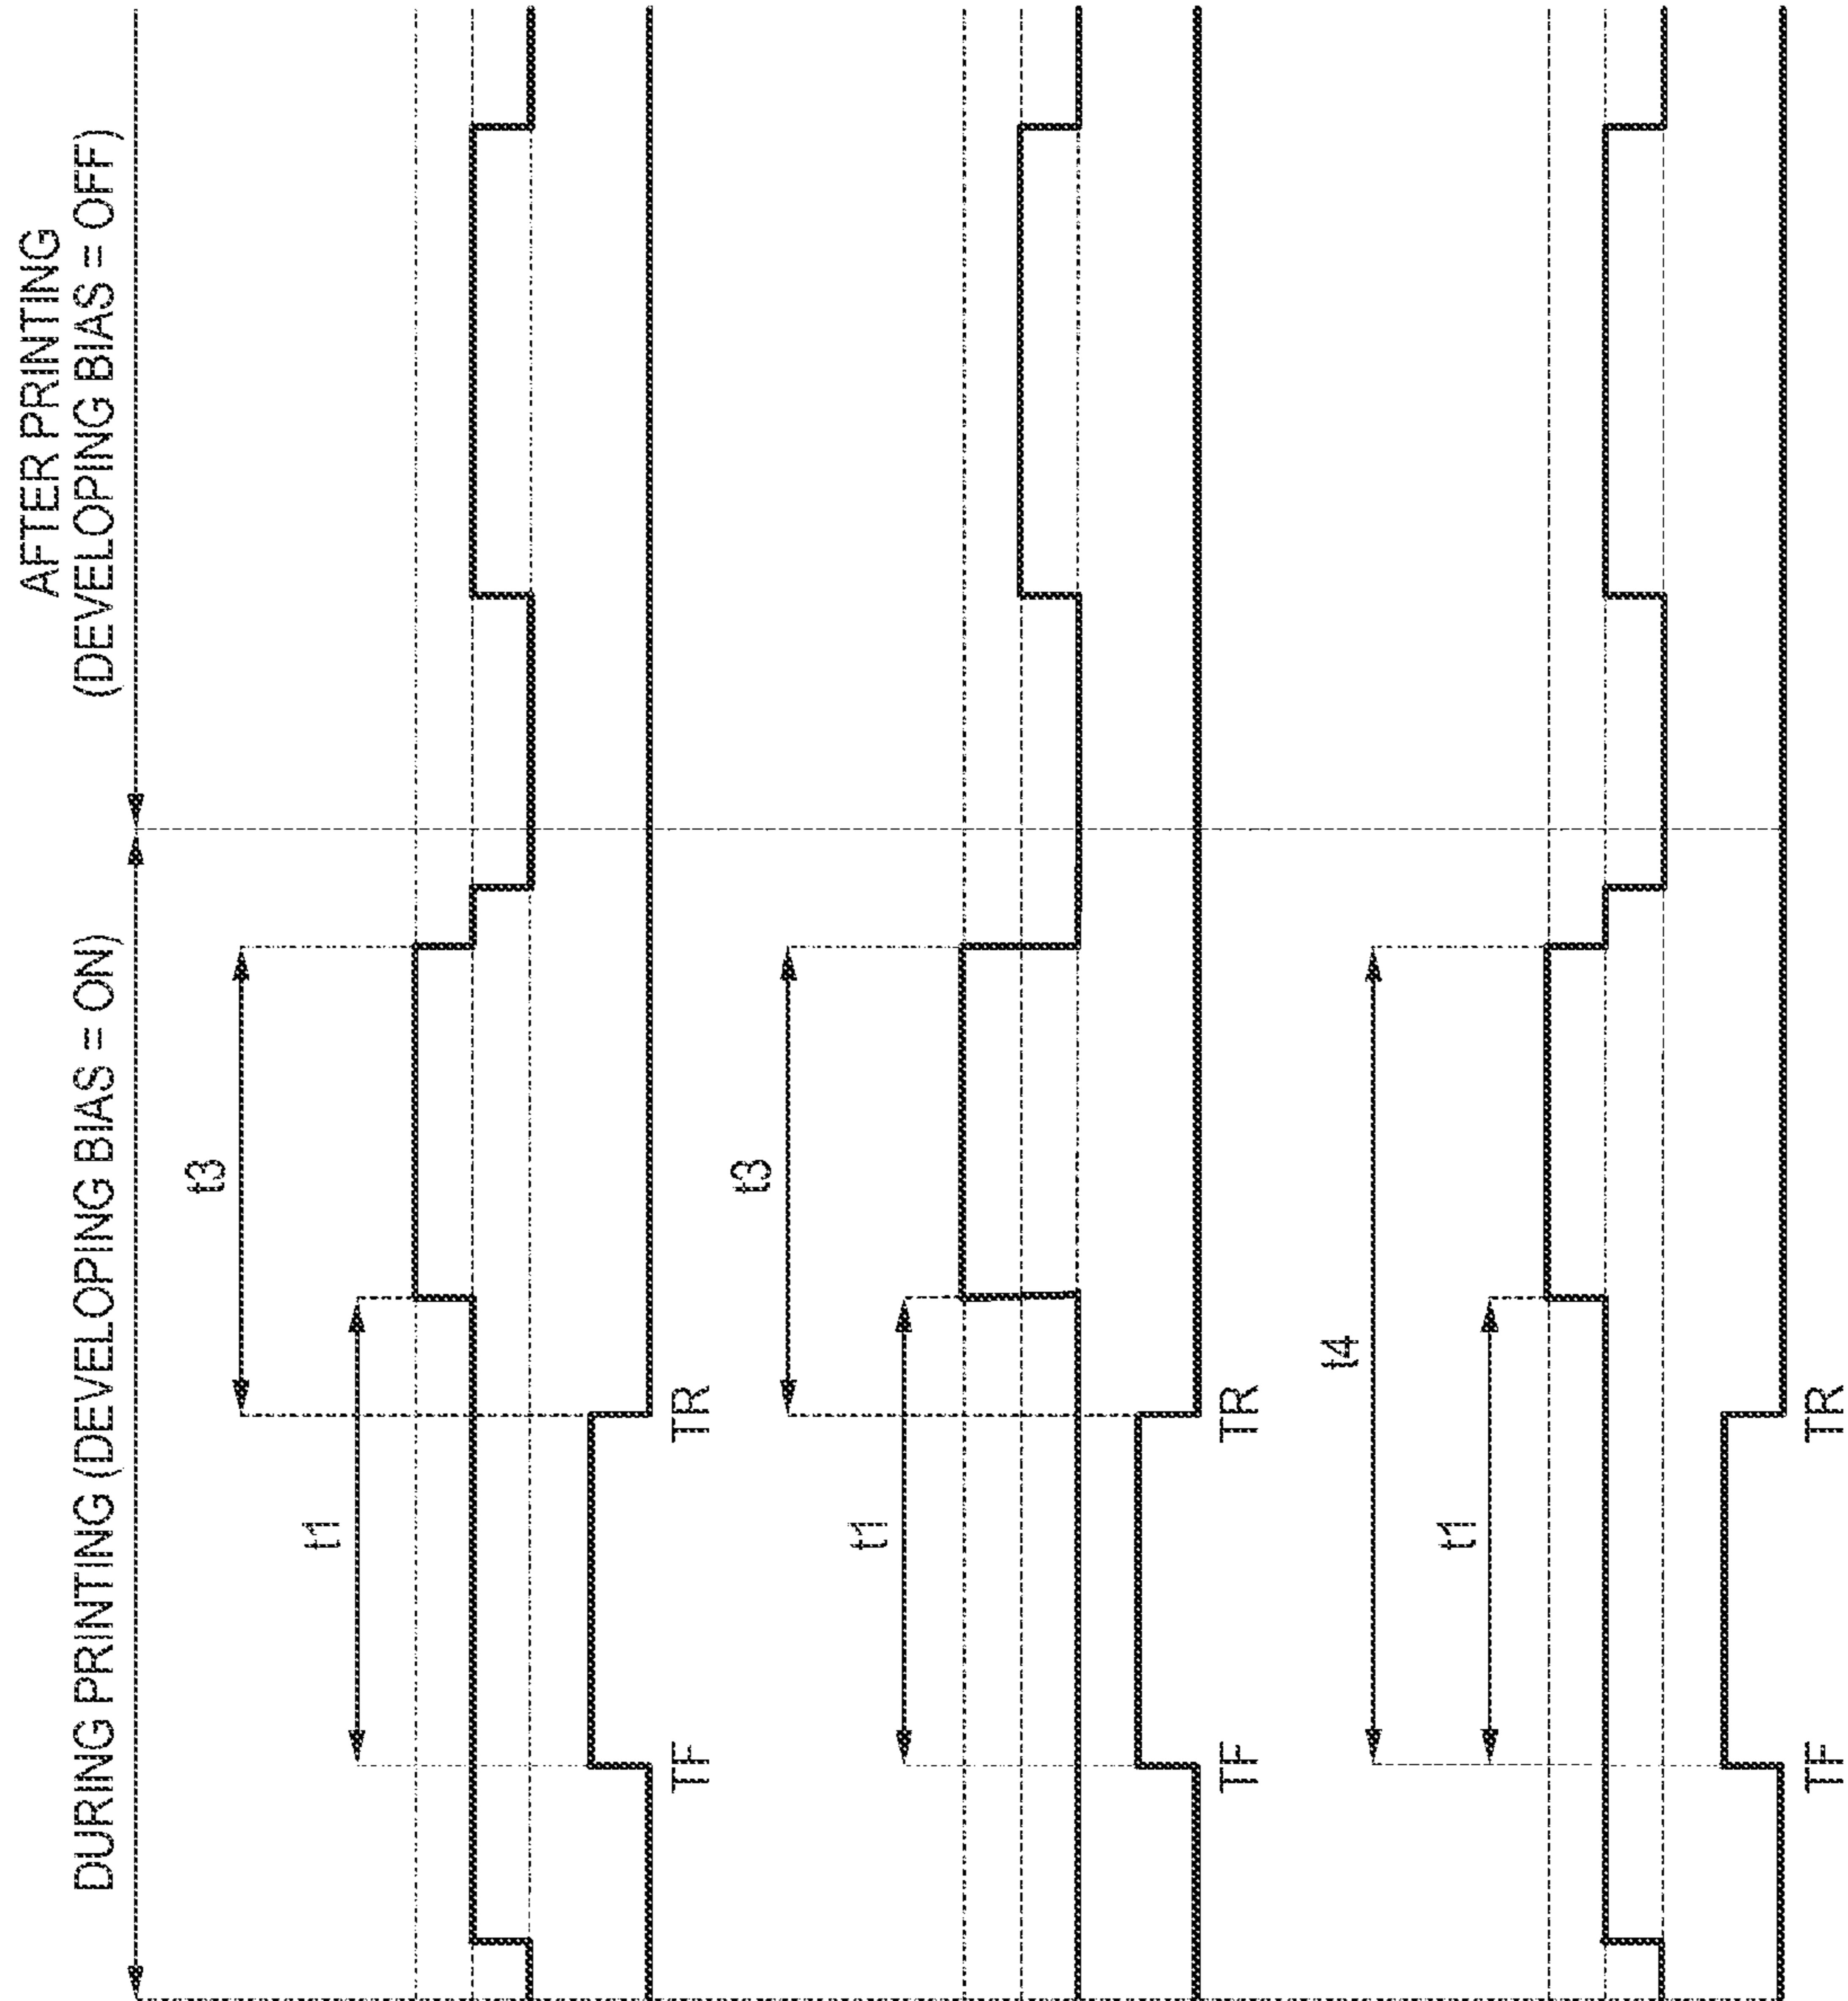 DURING PRINTING (DEVELOPING BIAS = ON)
AFTER PRINTING
(DEVELOPING BIAS = OFF)
t3
t1
TF
TR
t3
t1
TF
TR
t4
t1
TF
TR